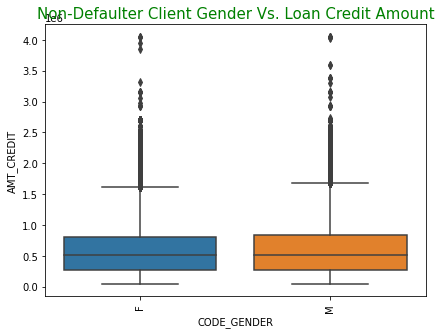 Non-Defaulter Client Gender Vs. Loan Credit Amount
1e6
4.0
3.5
3.0
2.5
2.0
1.5
1.0
0.5
0.0
AMT_CREDIT
F
M
CODE_GENDER